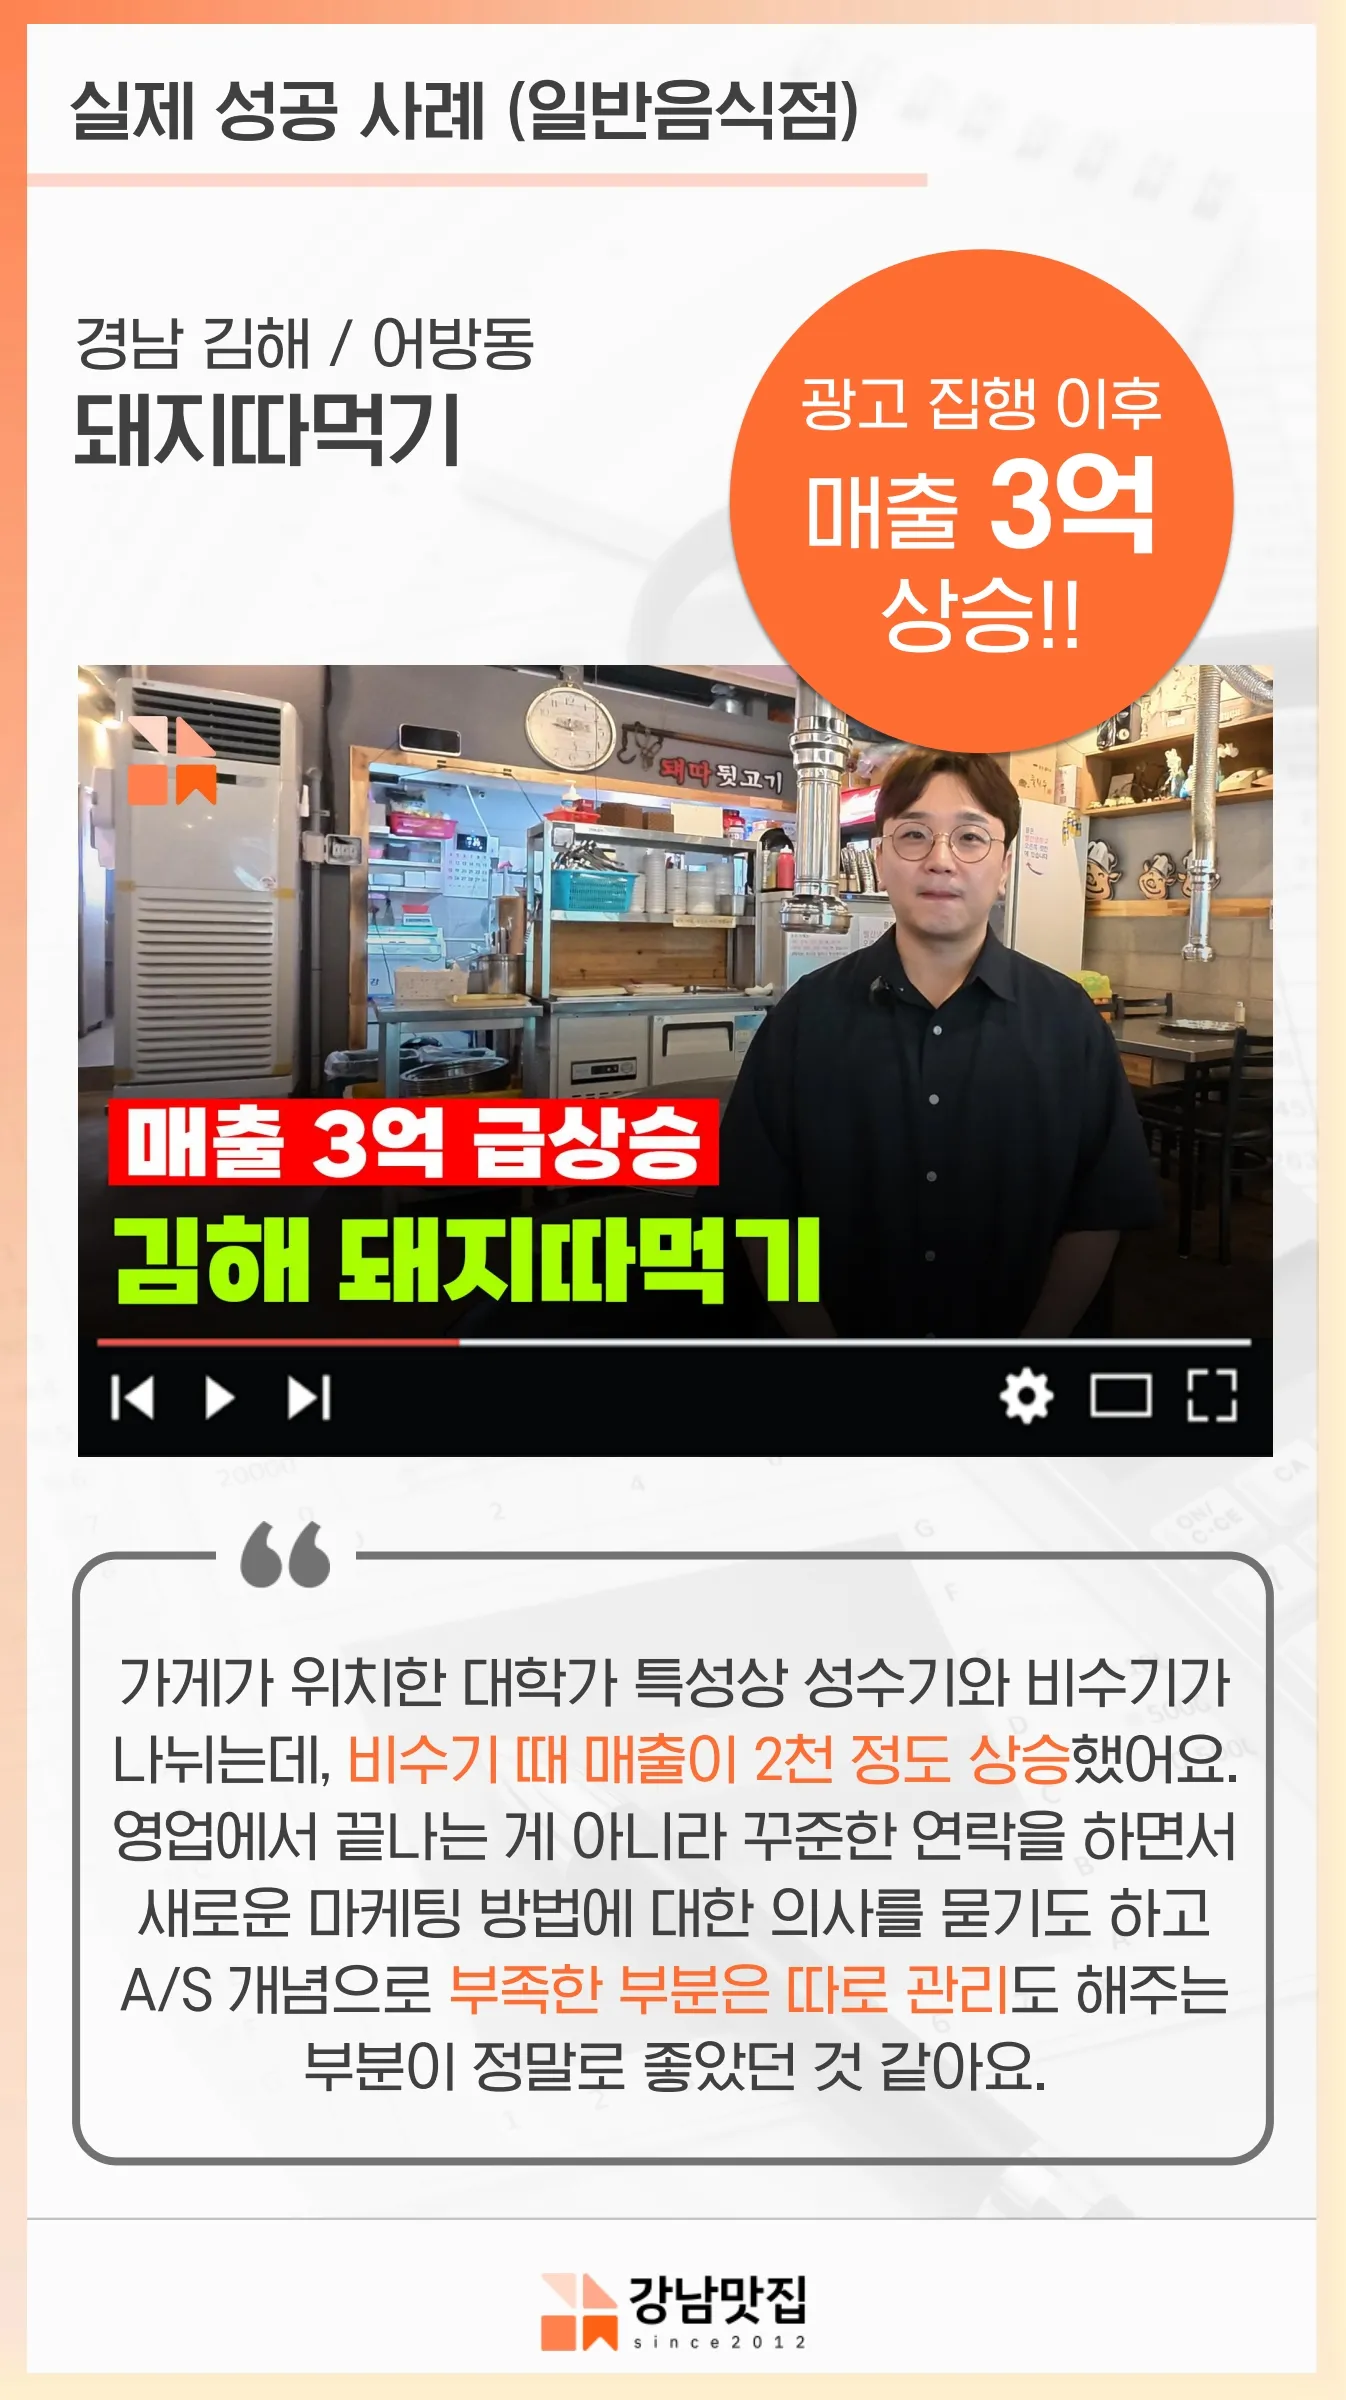 실제 성공 사례 (일반음식점)
경남 김해 / 어방동
돼지따먹기
광고 집행 이후
매출 3억
상승!!
돼따뒷고기
매출 3억 급상승
김해 돼지따먹기
가게가 위치한 대학가 특성상 성수기와 비수기가
나뉘는데, 비수기 때 매출이 2천 정도 상승했어요.
영업에서 끝나는 게 아니라 꾸준한 연락을 하면서
새로운 마케팅 방법에 대한 의사를 묻기도 하고
A/S 개념으로 부족한 부분은 따로 관리도 해주는
부분이 정말로 좋았던 것 같아요.
강남맛집
since2012